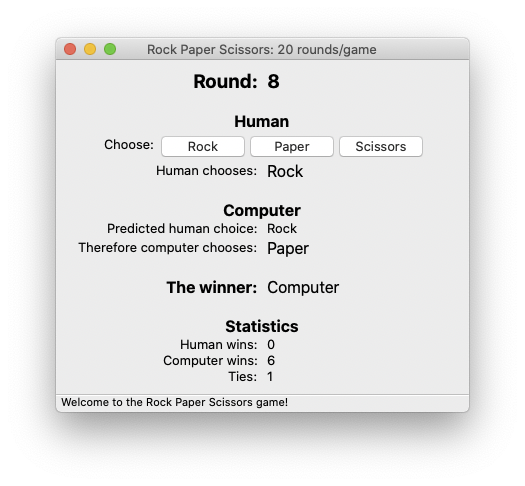 Rock Paper Scissors: 20 rounds/game
Round: 8
Human
Choose: Rock Paper Scissors
Human chooses: Rock
Computer
Predicted human choice: Rock
Therefore computer chooses: Paper
The winner: Computer
Statistics
Human wins: 0
Computer wins: 6
Ties: 1
Welcome to the Rock Paper Scissors game!